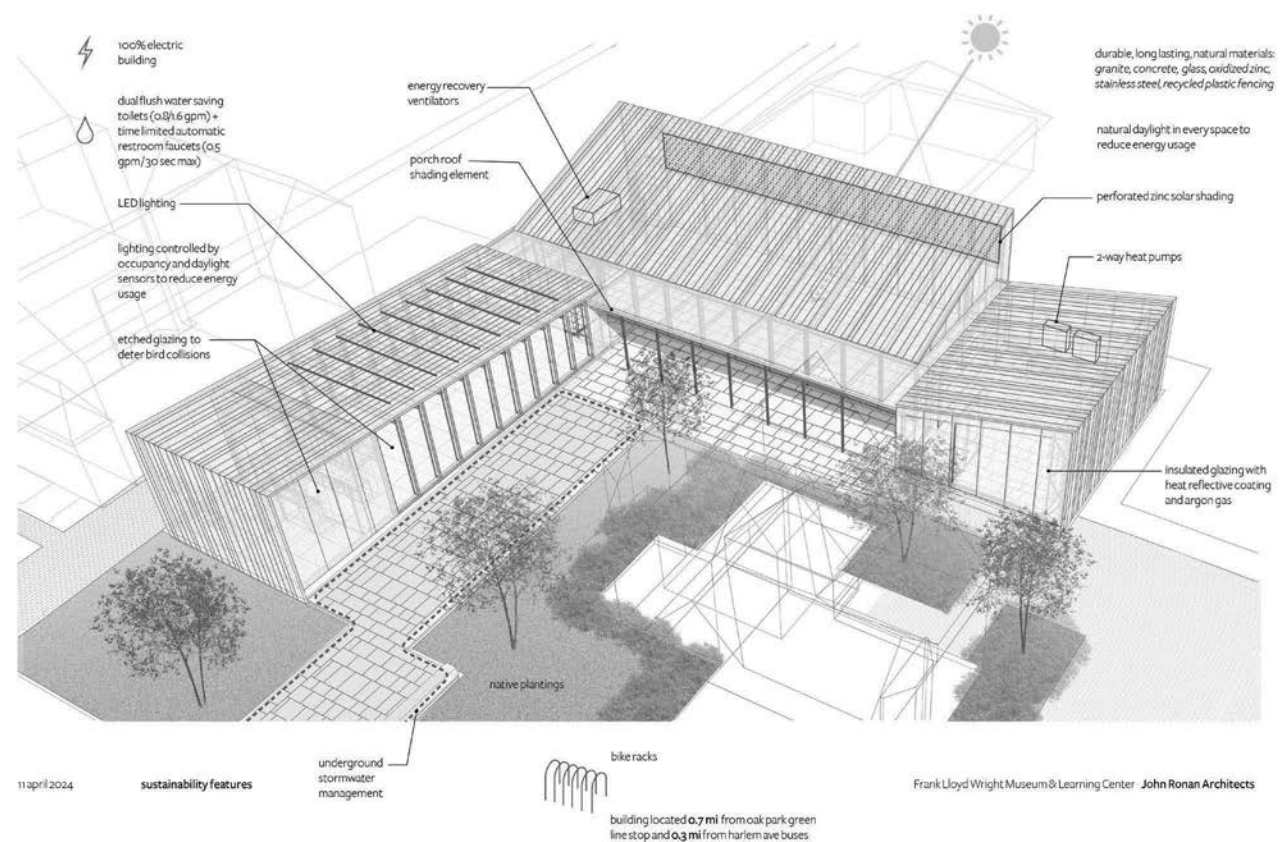 100% electric
building
dual flush water saving
toilets (0.8/1.6 gpm) +
time limited automatic
restroom faucets (0.5
gpm/30 sec max)
LED lighting
lighting controlled by
occupancy and daylight
sensors to reduce energy
usage
etched glazing to
deter bird collisions
energy recovery
ventilators
porch roof
shading element
durable, long lasting, natural materials:
granite, concrete, glass, oxidized zinc,
stainless steel, recycled plastic fencing
natural daylight in every space to
reduce energy usage
perforated zinc solar shading
2-way heat pumps
insulated glazing with
heat reflective coating
and argon gas
native plantings
underground
stormwater
management
bike racks
building located 0.7 mi from oak park green
line stop and 0.3 mi from harlem ave buses
11 april 2024
sustainability features
Frank Lloyd Wright Museum & Learning Center John Ronan Architects